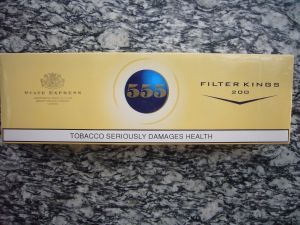 STATE EXPRESS
555
FILTER KINGS
200
TOBACCO SERIOUSLY DAMAGES HEALTH